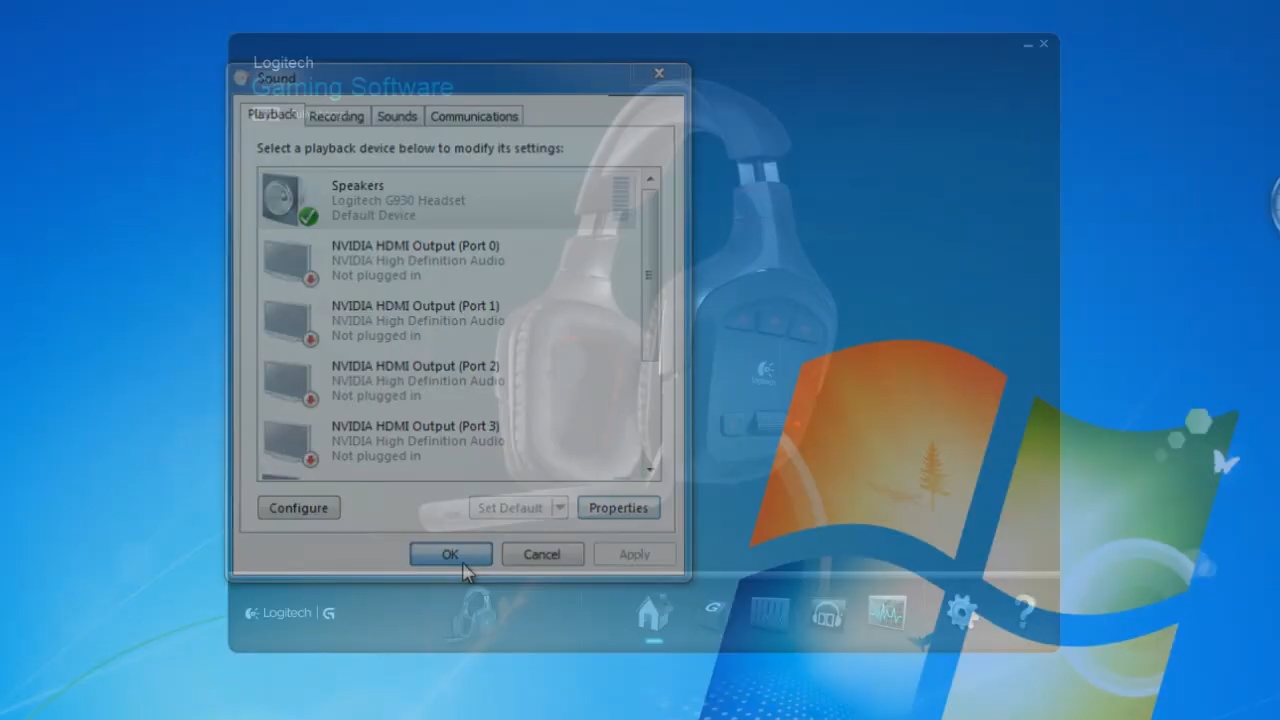 Logitech
Gaming Software
Sound
Playback
Recording
Sounds
Communications
Select a playback device below to modify its settings:
Speakers
Logitech G930 Headset
Default Device
NVIDIA HDMI Output (Port 0)
NVIDIA High Definition Audio
Not plugged in
NVIDIA HDMI Output (Port 1)
NVIDIA High Definition Audio
Not plugged in
NVIDIA HDMI Output (Port 2)
NVIDIA High Definition Audio
Not plugged in
NVIDIA HDMI Output (Port 3)
NVIDIA High Definition Audio
Not plugged in
Logitech
Configure
Set Default
Properties
OK
Cancel
Apply
Logitech | G
?